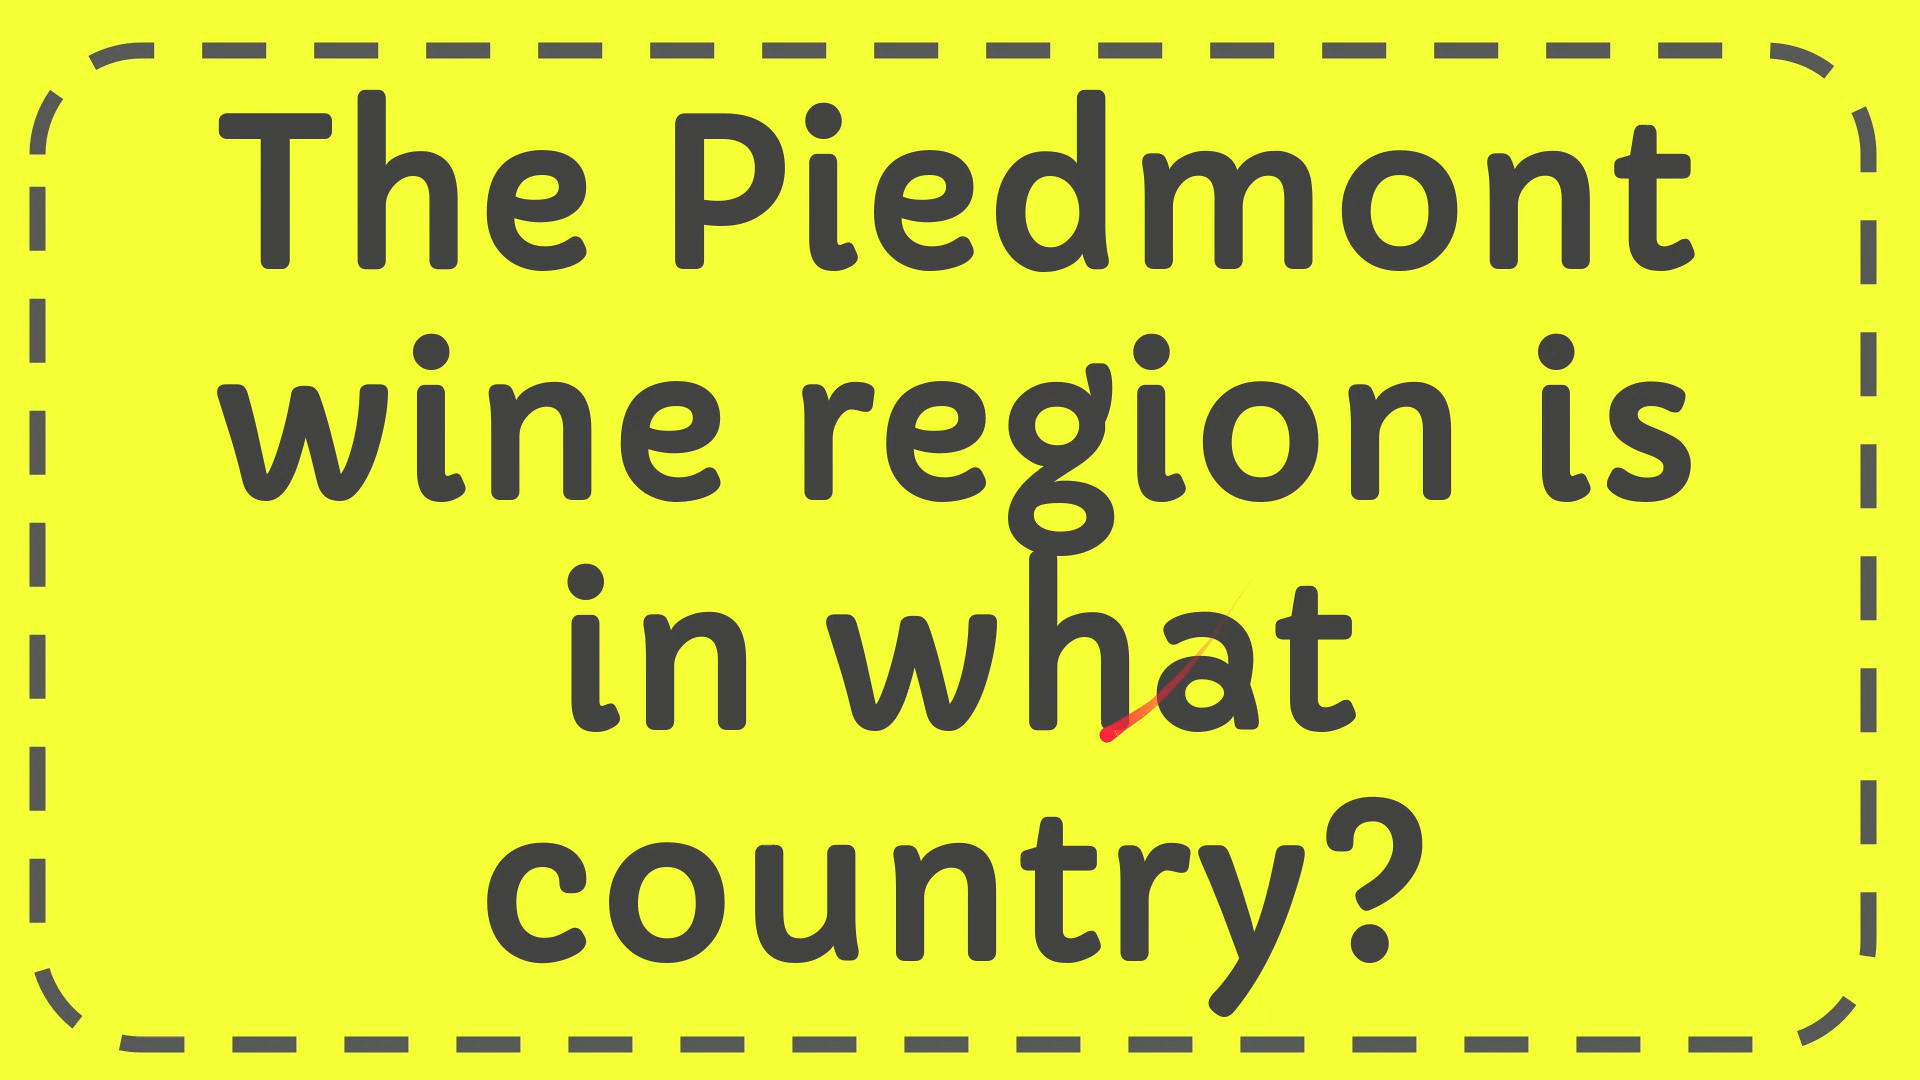 The Piedmont
wine region is
in what
country?